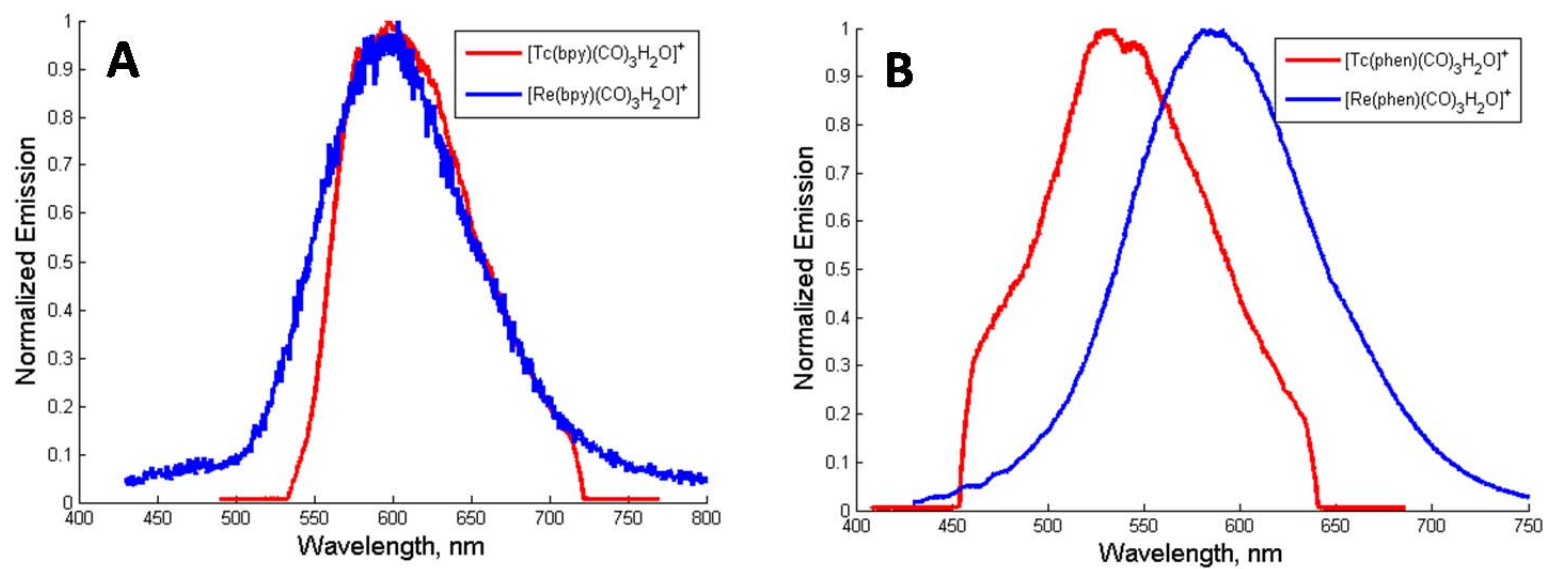 A
[Tc(bpy)(CO)₃H₂O]⁺
[Re(bpy)(CO)₃H₂O]⁺
Normalized Emission
1
0.9
0.8
0.7
0.6
0.5
0.4
0.3
0.2
0.1
0
400 450 500 550 600 650 700 750 800
Wavelength, nm
B
[Tc(phen)(CO)₃H₂O]⁺
[Re(phen)(CO)₃H₂O]⁺
Normalized Emission
1
0.9
0.8
0.7
0.6
0.5
0.4
0.3
0.2
0.1
0
400 450 500 550 600 650 700 750
Wavelength, nm